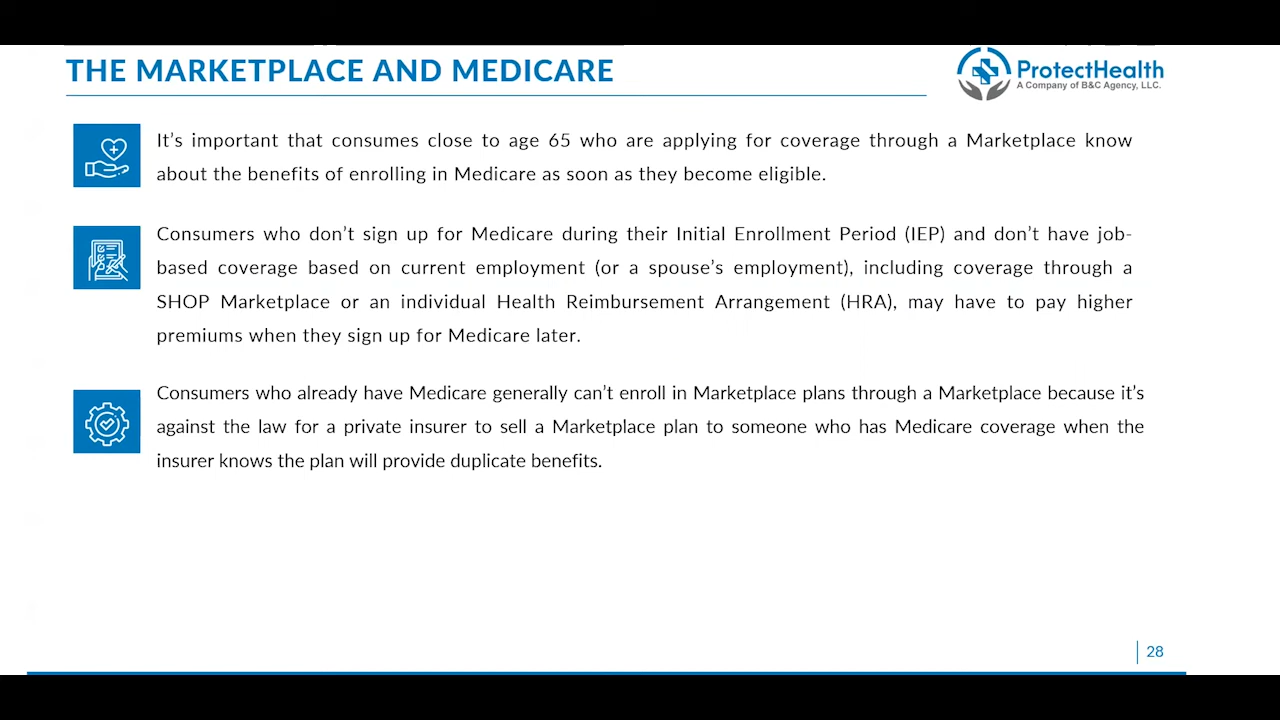 THE MARKETPLACE AND MEDICARE
ProtectHealth
A Company of B&C Agency, LLC.
It's important that consumes close to age 65 who are applying for coverage through a Marketplace know
about the benefits of enrolling in Medicare as soon as they become eligible.
Consumers who don't sign up for Medicare during their Initial Enrollment Period (IEP) and don't have job-
based coverage based on current employment (or a spouse's employment), including coverage through a
SHOP Marketplace or an individual Health Reimbursement Arrangement (HRA), may have to pay higher
premiums when they sign up for Medicare later.
Consumers who already have Medicare generally can't enroll in Marketplace plans through a Marketplace because it's
against the law for a private insurer to sell a Marketplace plan to someone who has Medicare coverage when the
insurer knows the plan will provide duplicate benefits.
28